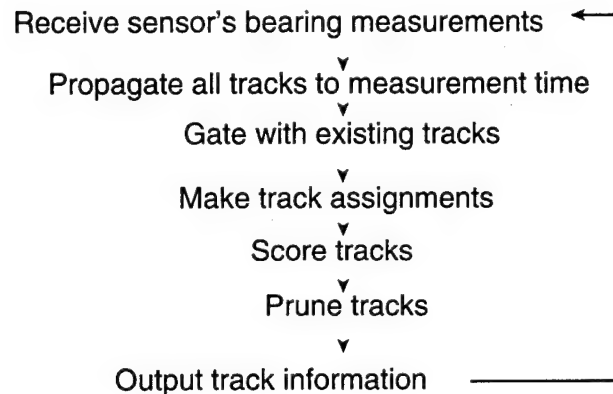 Receive sensor's bearing measurements
Propagate all tracks to measurement time
Gate with existing tracks
Make track assignments
Score tracks
Prune tracks
Output track information